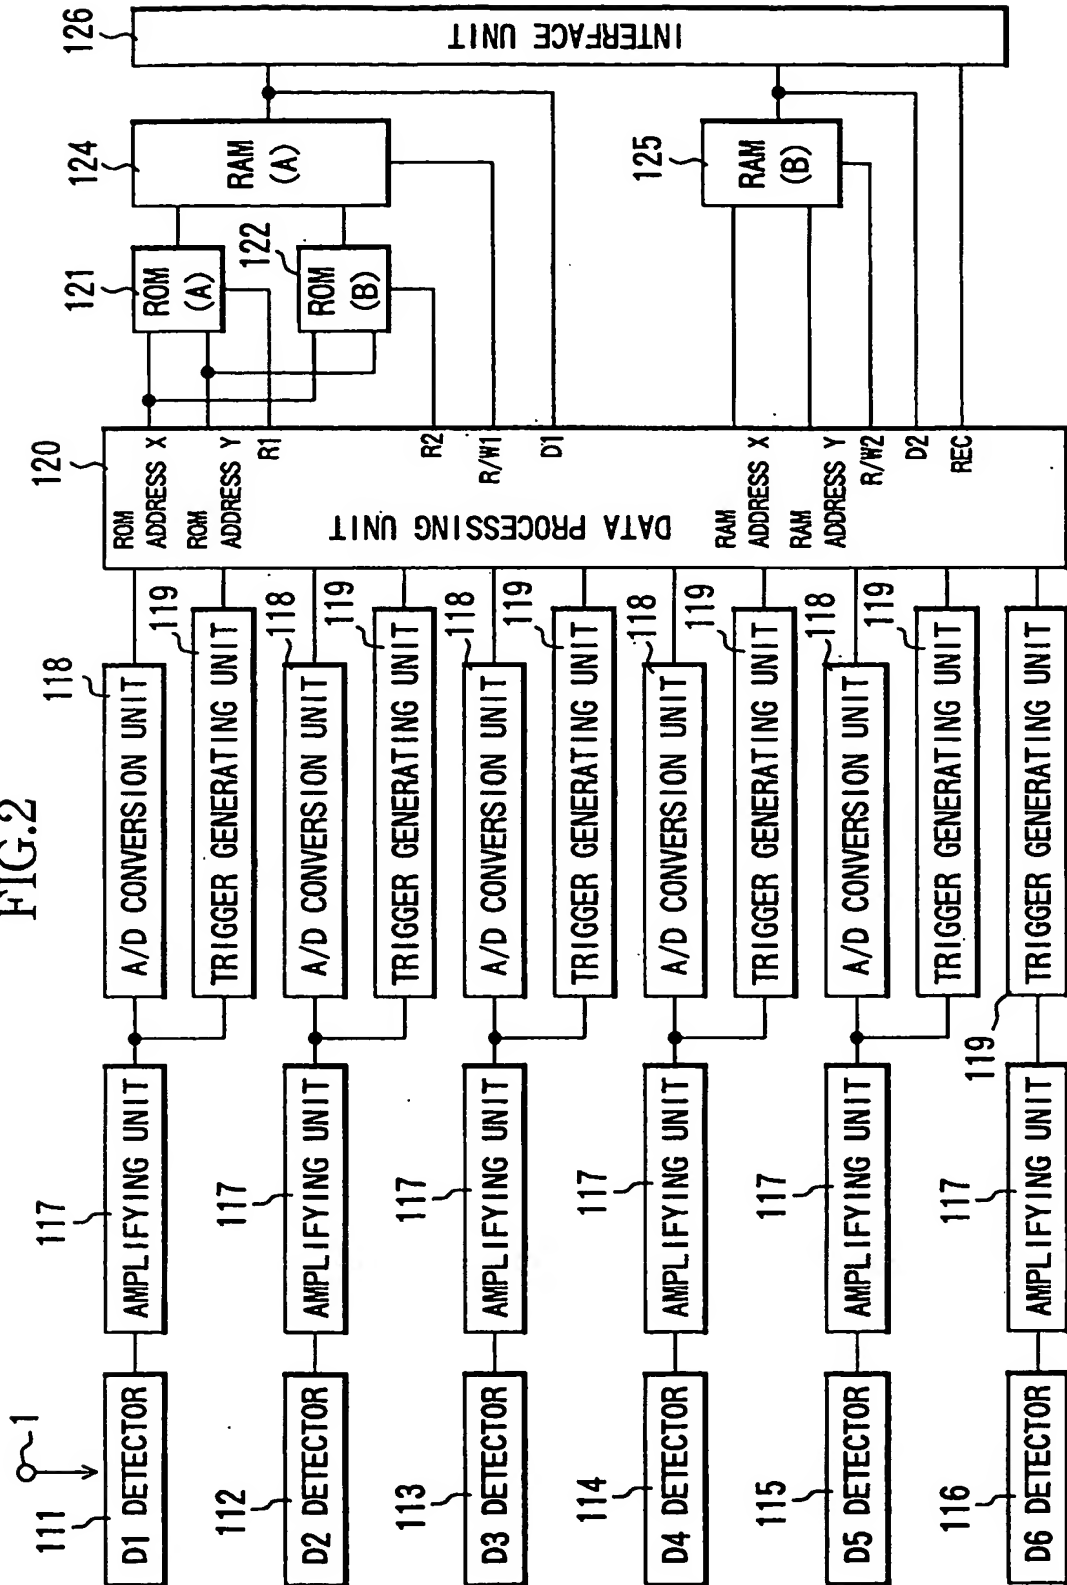 FIG.2
1
111
D1 DETECTOR
117
AMPLIFYING UNIT
118
A/D CONVERSION UNIT
119
TRIGGER GENERATING UNIT
112
D2 DETECTOR
117
AMPLIFYING UNIT
118
A/D CONVERSION UNIT
119
TRIGGER GENERATING UNIT
113
D3 DETECTOR
117
AMPLIFYING UNIT
118
A/D CONVERSION UNIT
119
TRIGGER GENERATING UNIT
114
D4 DETECTOR
117
AMPLIFYING UNIT
118
A/D CONVERSION UNIT
119
TRIGGER GENERATING UNIT
115
D5 DETECTOR
117
AMPLIFYING UNIT
118
A/D CONVERSION UNIT
119
TRIGGER GENERATING UNIT
116
D6 DETECTOR
117
AMPLIFYING UNIT
119
TRIGGER GENERATING UNIT
120
DATA PROCESSING UNIT
ROM
ADDRESS X
ROM
ADDRESS Y
R1
R2
R/W1
D1
RAM
ADDRESS X
RAM
ADDRESS Y
R/W2
D2
REC
121
ROM
(A)
122
ROM
(B)
124
RAM
(A)
125
RAM
(B)
126
INTERFACE UNIT